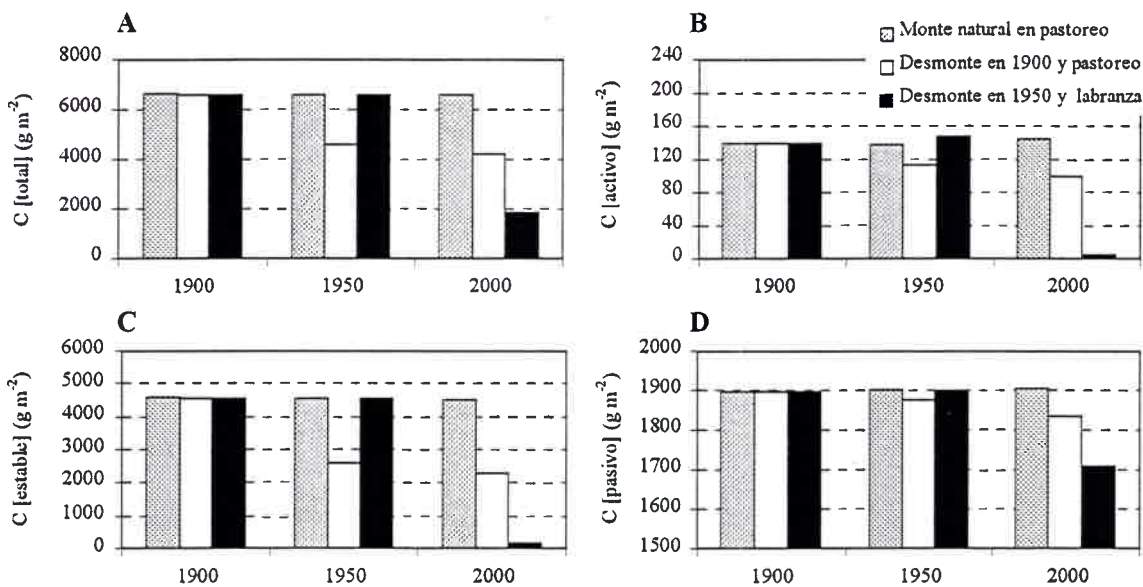 A
C [total] (g m-2)
8000
6000
4000
2000
0
1900 1950 2000
B
Monte natural en pastoreo
Desmonte en 1900 y pastoreo
Desmonte en 1950 y labranza
C [activo] (g m-2)
240
200
160
120
80
40
0
1900 1950 2000
C
C [estable] (g m-2)
6000
5000
4000
3000
2000
1000
0
1900 1950 2000
D
C [pasivo] (g m-2)
2000
1900
1800
1700
1600
1500
1900 1950 2000